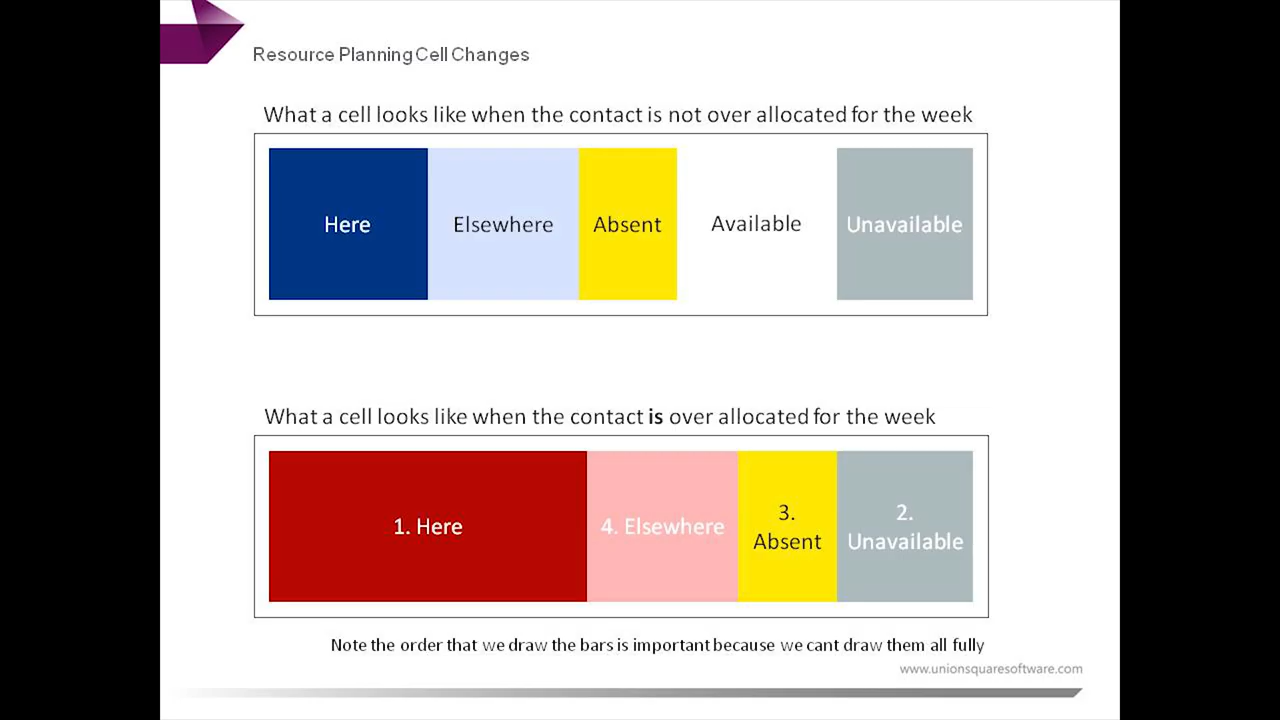 Resource Planning Cell Changes
What a cell looks like when the contact is not over allocated for the week
Here
Elsewhere
Absent
Available
Unavailable
What a cell looks like when the contact is over allocated for the week
1. Here
4. Elsewhere
3.
Absent
2.
Unavailable
Note the order that we draw the bars is important because we cant draw them all fully
www.unionsquaresoftware.com